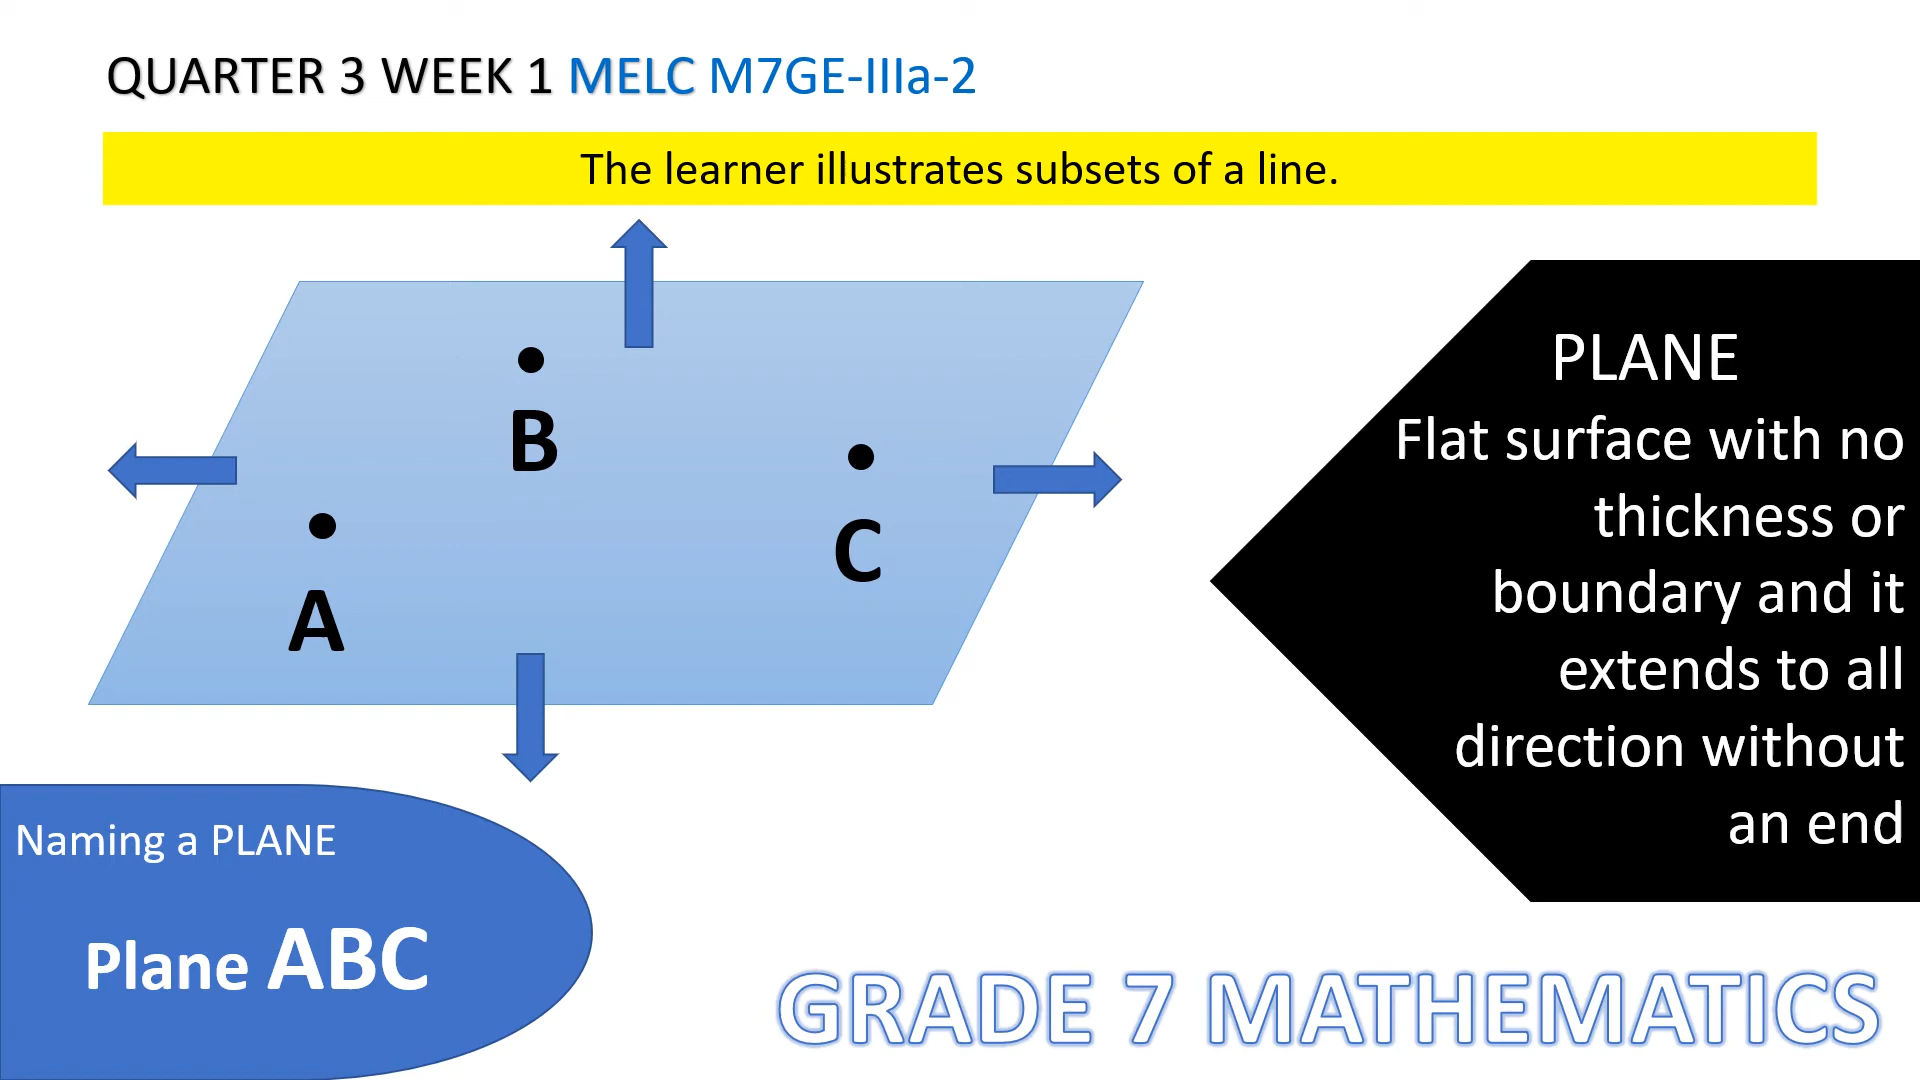 QUARTER 3 WEEK 1 MELC M7GE-IIIa-2
The learner illustrates subsets of a line.
B
C
A
PLANE
Flat surface with no
thickness or
boundary and it
extends to all
direction without
an end
Naming a PLANE
Plane ABC
GRADE 7 MATHEMATICS